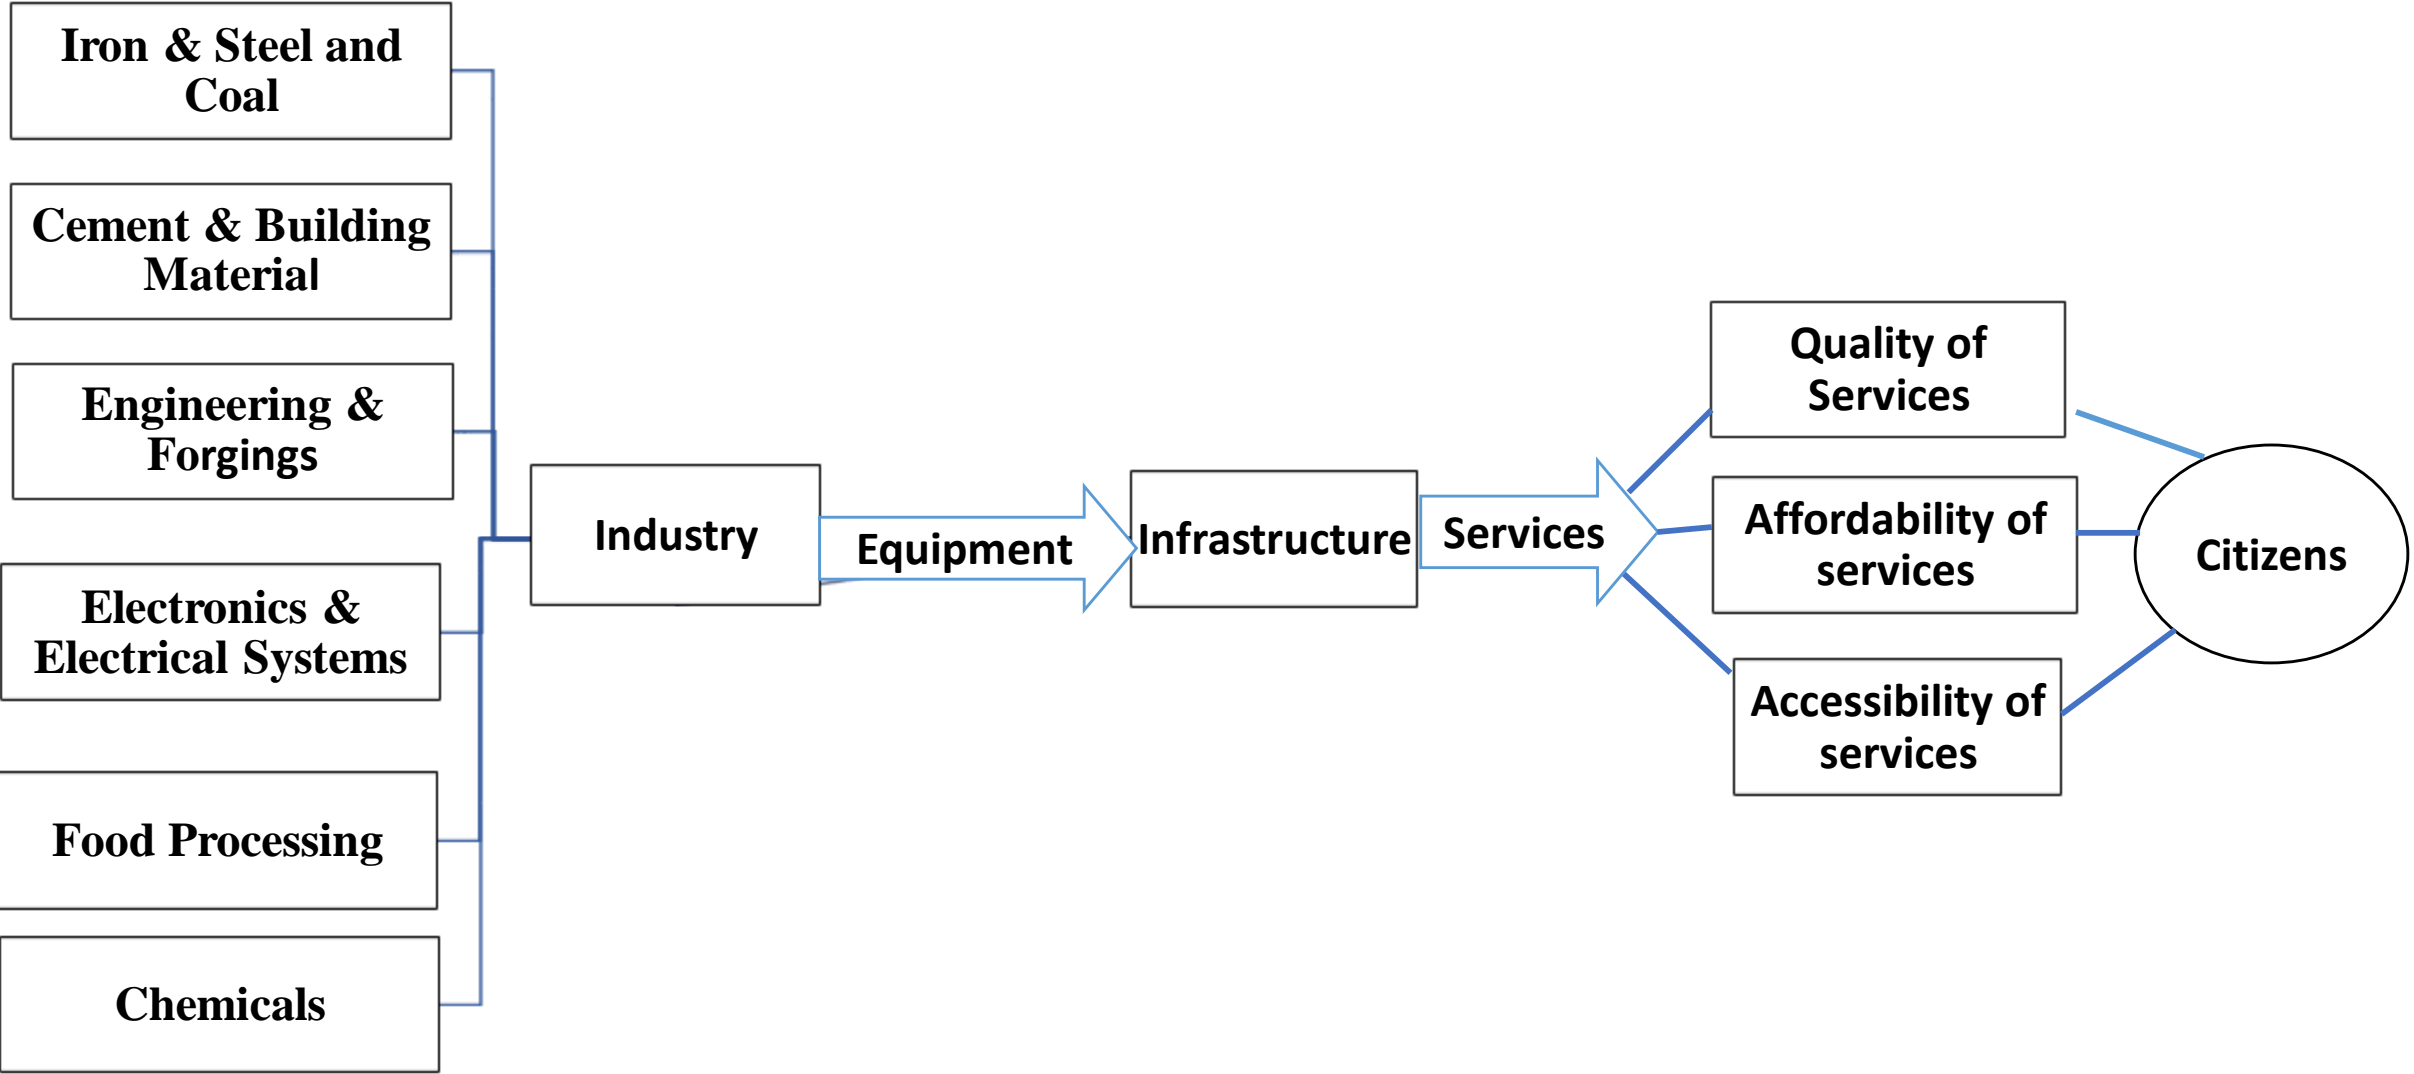 Iron & Steel and
Coal
Cement & Building
Material
Engineering &
Forgings
Electronics &
Electrical Systems
Food Processing
Chemicals
Industry
Equipment
Infrastructure
Services
Quality of
Services
Affordability of
services
Accessibility of
services
Citizens